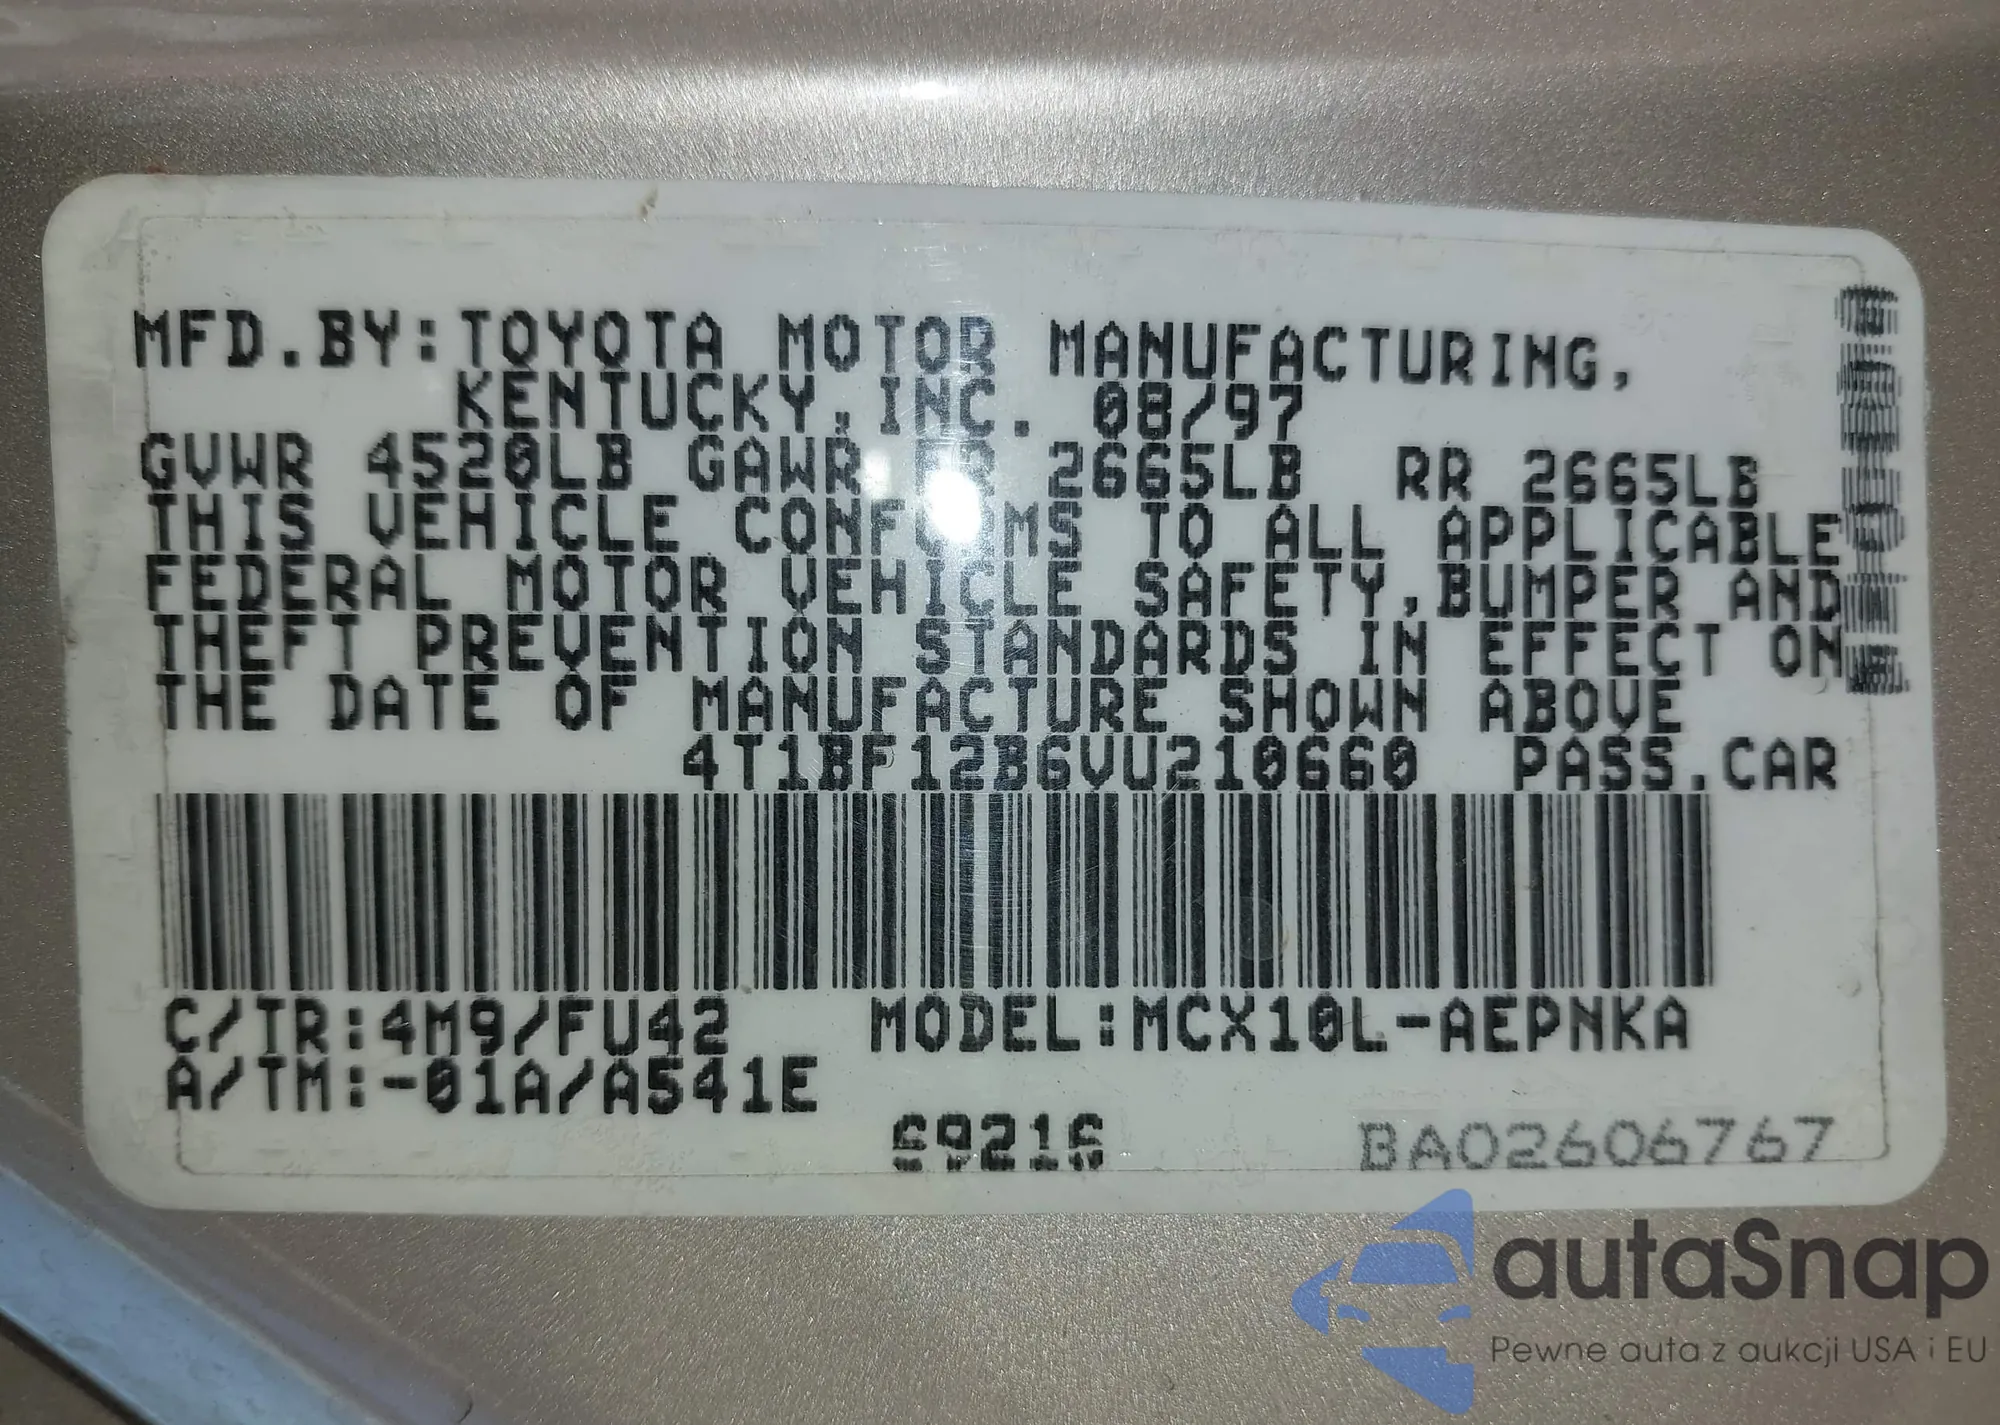 MFD.BY:TOYOTA MOTOR MANUFACTURING,
KENTUCKY,INC. 08/97
GVWR 4520LB GAWR FR 2665LB RR 2665LB
THIS VEHICLE CONFORMS TO ALL APPLICABLE
FEDERAL MOTOR VEHICLE SAFETY,BUMPER AND
THEFT PREVENTION STANDARDS IN EFFECT ON
THE DATE OF MANUFACTURE SHOWN ABOVE
4T1BF12B6VU210660 PASS.CAR
C/TR:4M9/FU42 MODEL:MCX10L-AEPNKA
A/TM:-01A/A541E
69216 BA02606767
autaSnap
Pewne auta z aukcji USA i EU